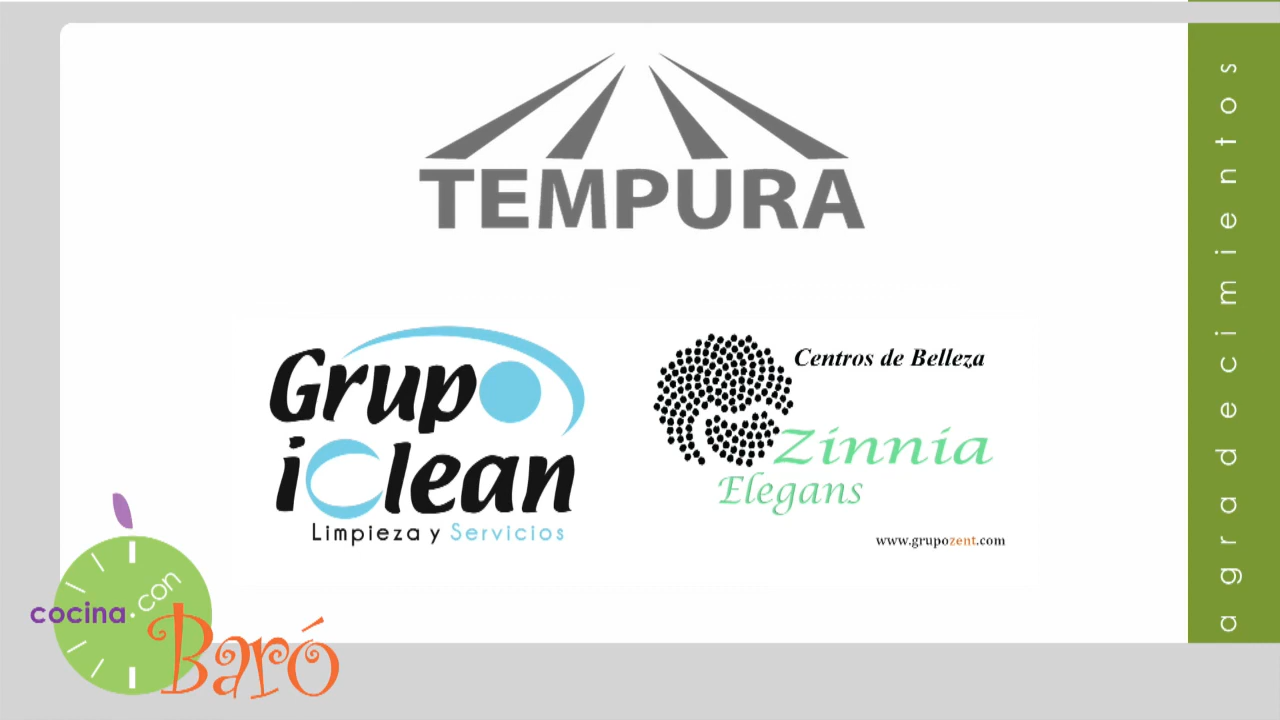 TEMPURA
Grupo
iClean
Limpieza y Servicios
Centros de Belleza
Zinnia
Elegans
www.grupozent.com
cocina.con
Baró
agradecimientos